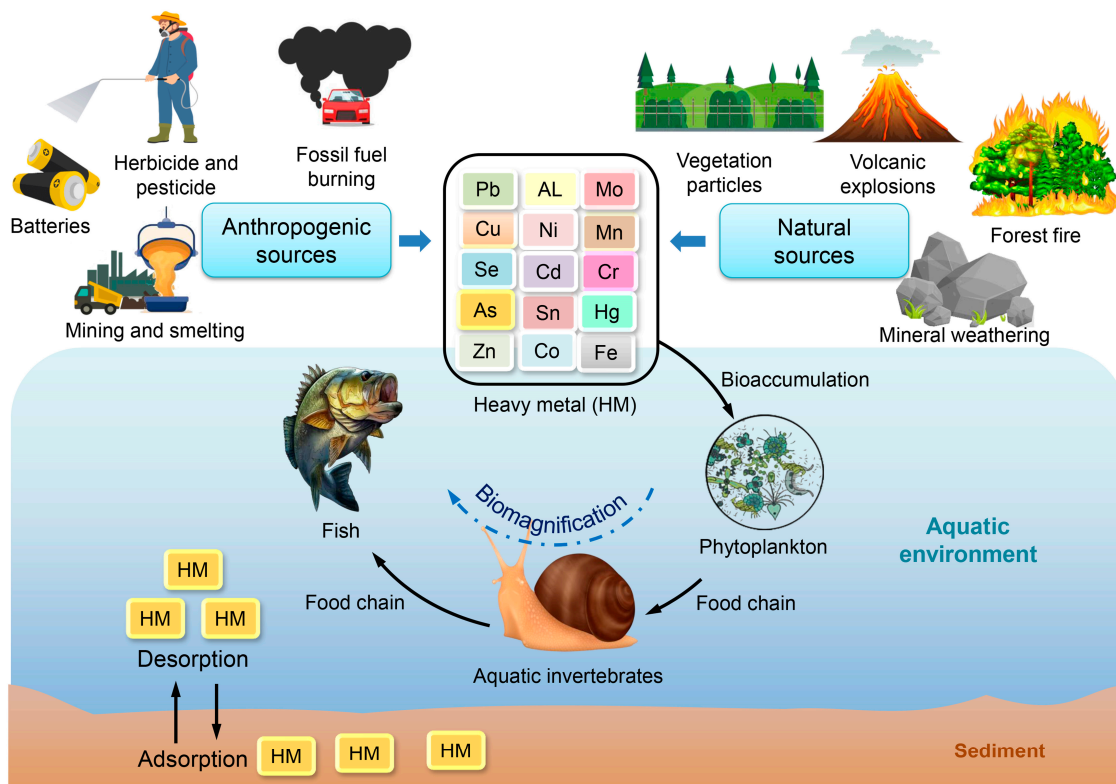 Herbicide and
pesticide
Fossil fuel
burning
Batteries
Anthropogenic
sources
Mining and smelting
Vegetation
particles
Volcanic
explosions
Forest fire
Natural
sources
Mineral weathering
Pb AL Mo
Cu Ni Mn
Se Cd Cr
As Sn Hg
Zn Co Fe
Heavy metal (HM)
Bioaccumulation
Phytoplankton
Biomagnification
Fish
Food chain
Food chain
Aquatic invertebrates
Aquatic
environment
HM
HM HM
Desorption
Adsorption
HM HM HM
Sediment